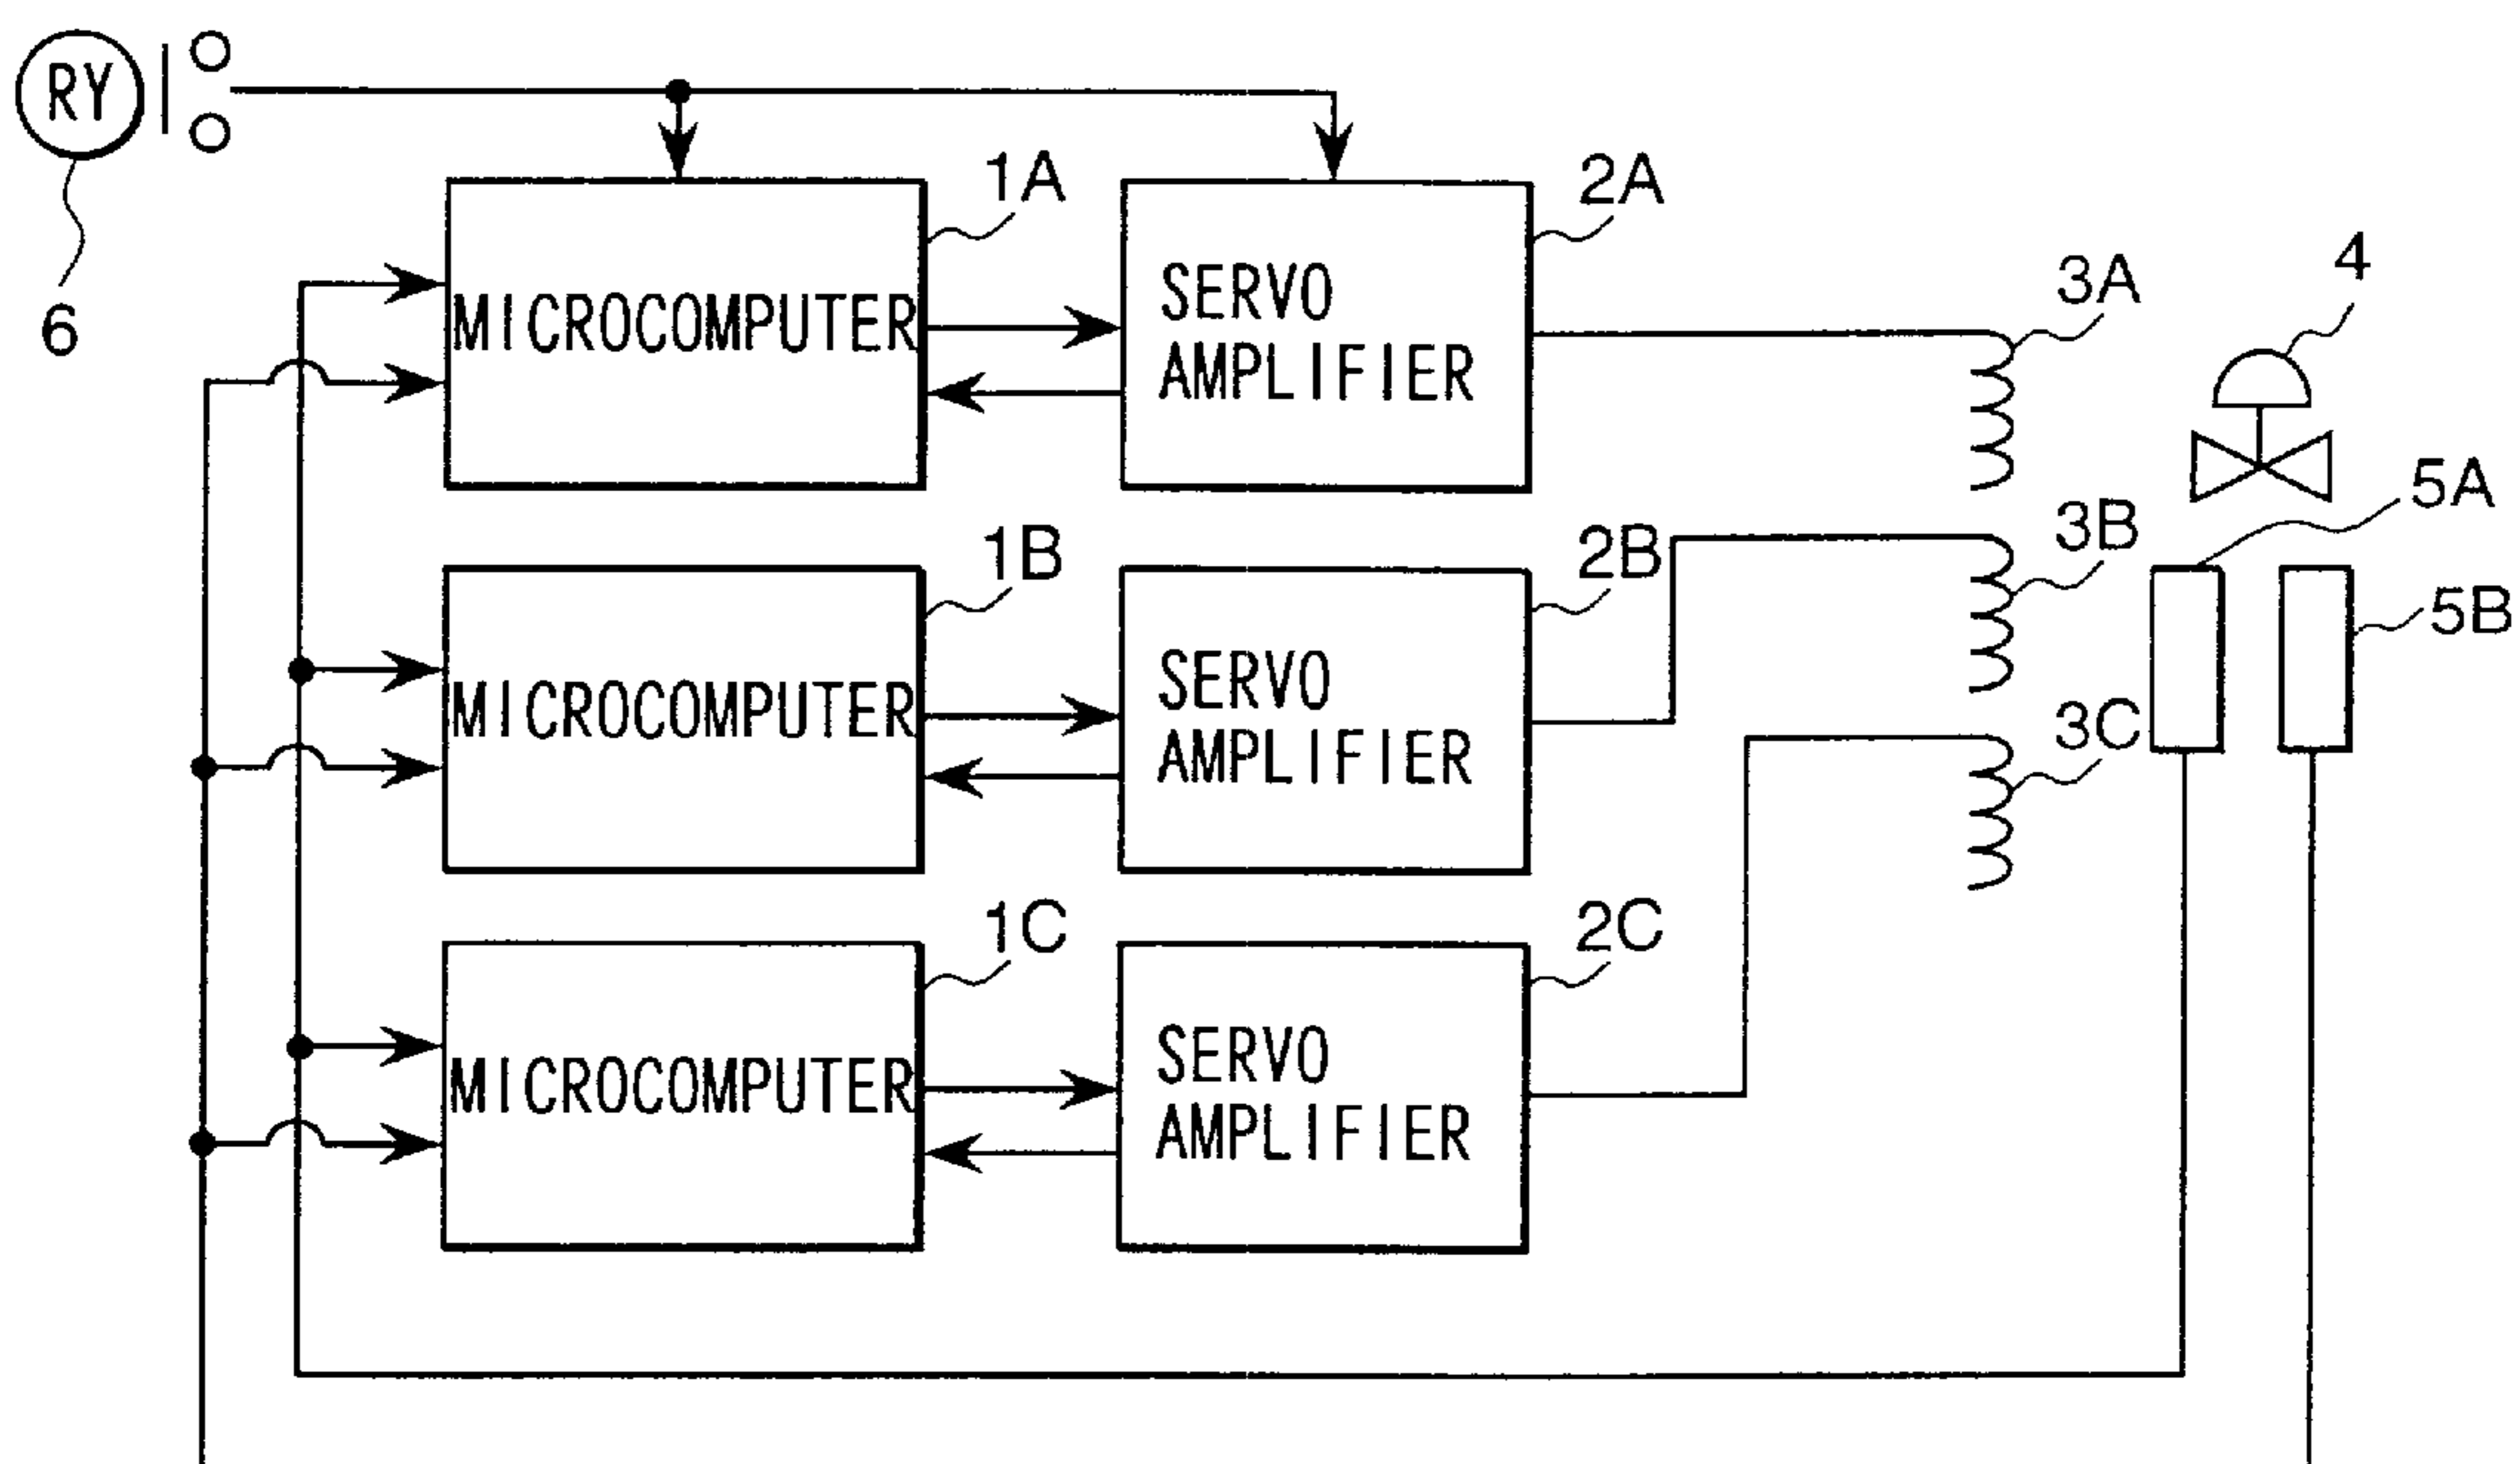 RY
6
1A
MICROCOMPUTER
2A
SERVO
AMPLIFIER
3A
4
5A
1B
MICROCOMPUTER
2B
SERVO
AMPLIFIER
3B
5B
3C
1C
MICROCOMPUTER
2C
SERVO
AMPLIFIER